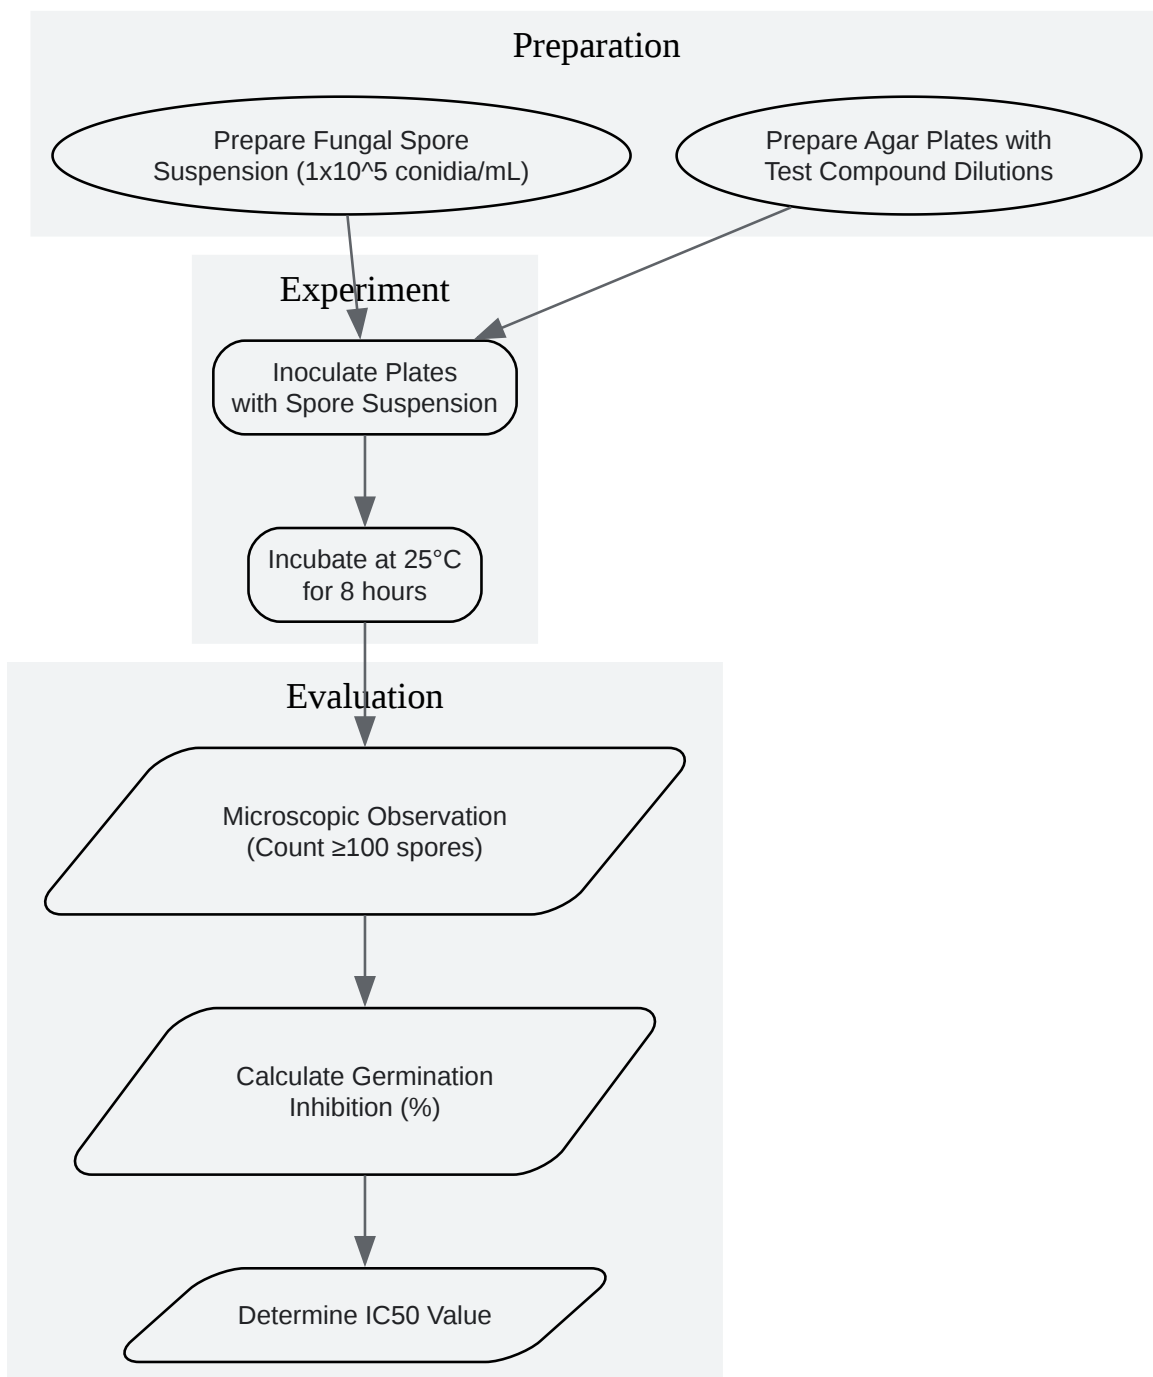 Preparation
Prepare Fungal Spore
Suspension (1x10^5 conidia/mL)
Prepare Agar Plates with
Test Compound Dilutions
Experiment
Inoculate Plates
with Spore Suspension
Incubate at 25°C
for 8 hours
Evaluation
Microscopic Observation
(Count ≥100 spores)
Calculate Germination
Inhibition (%)
Determine IC50 Value